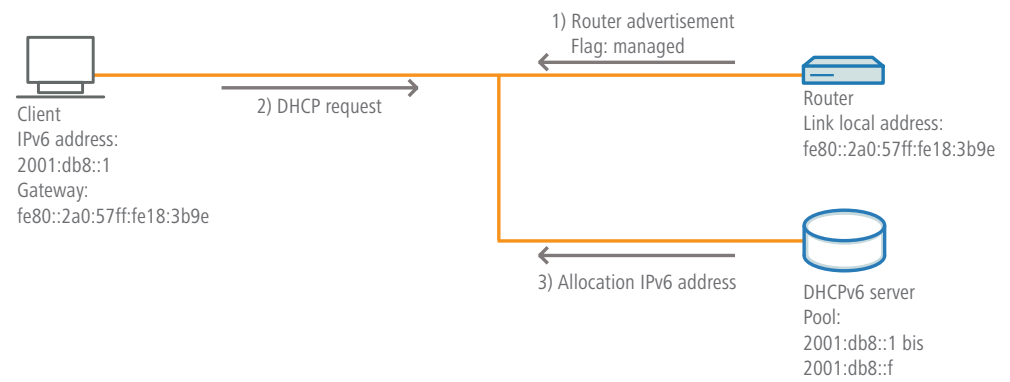 1) Router advertisement
Flag: managed
2) DHCP request
Client
IPv6 address:
2001:db8::1
Gateway:
fe80::2a0:57ff:fe18:3b9e
Router
Link local address:
fe80::2a0:57ff:fe18:3b9e
3) Allocation IPv6 address
DHCPv6 server
Pool:
2001:db8::1 bis
2001:db8::f